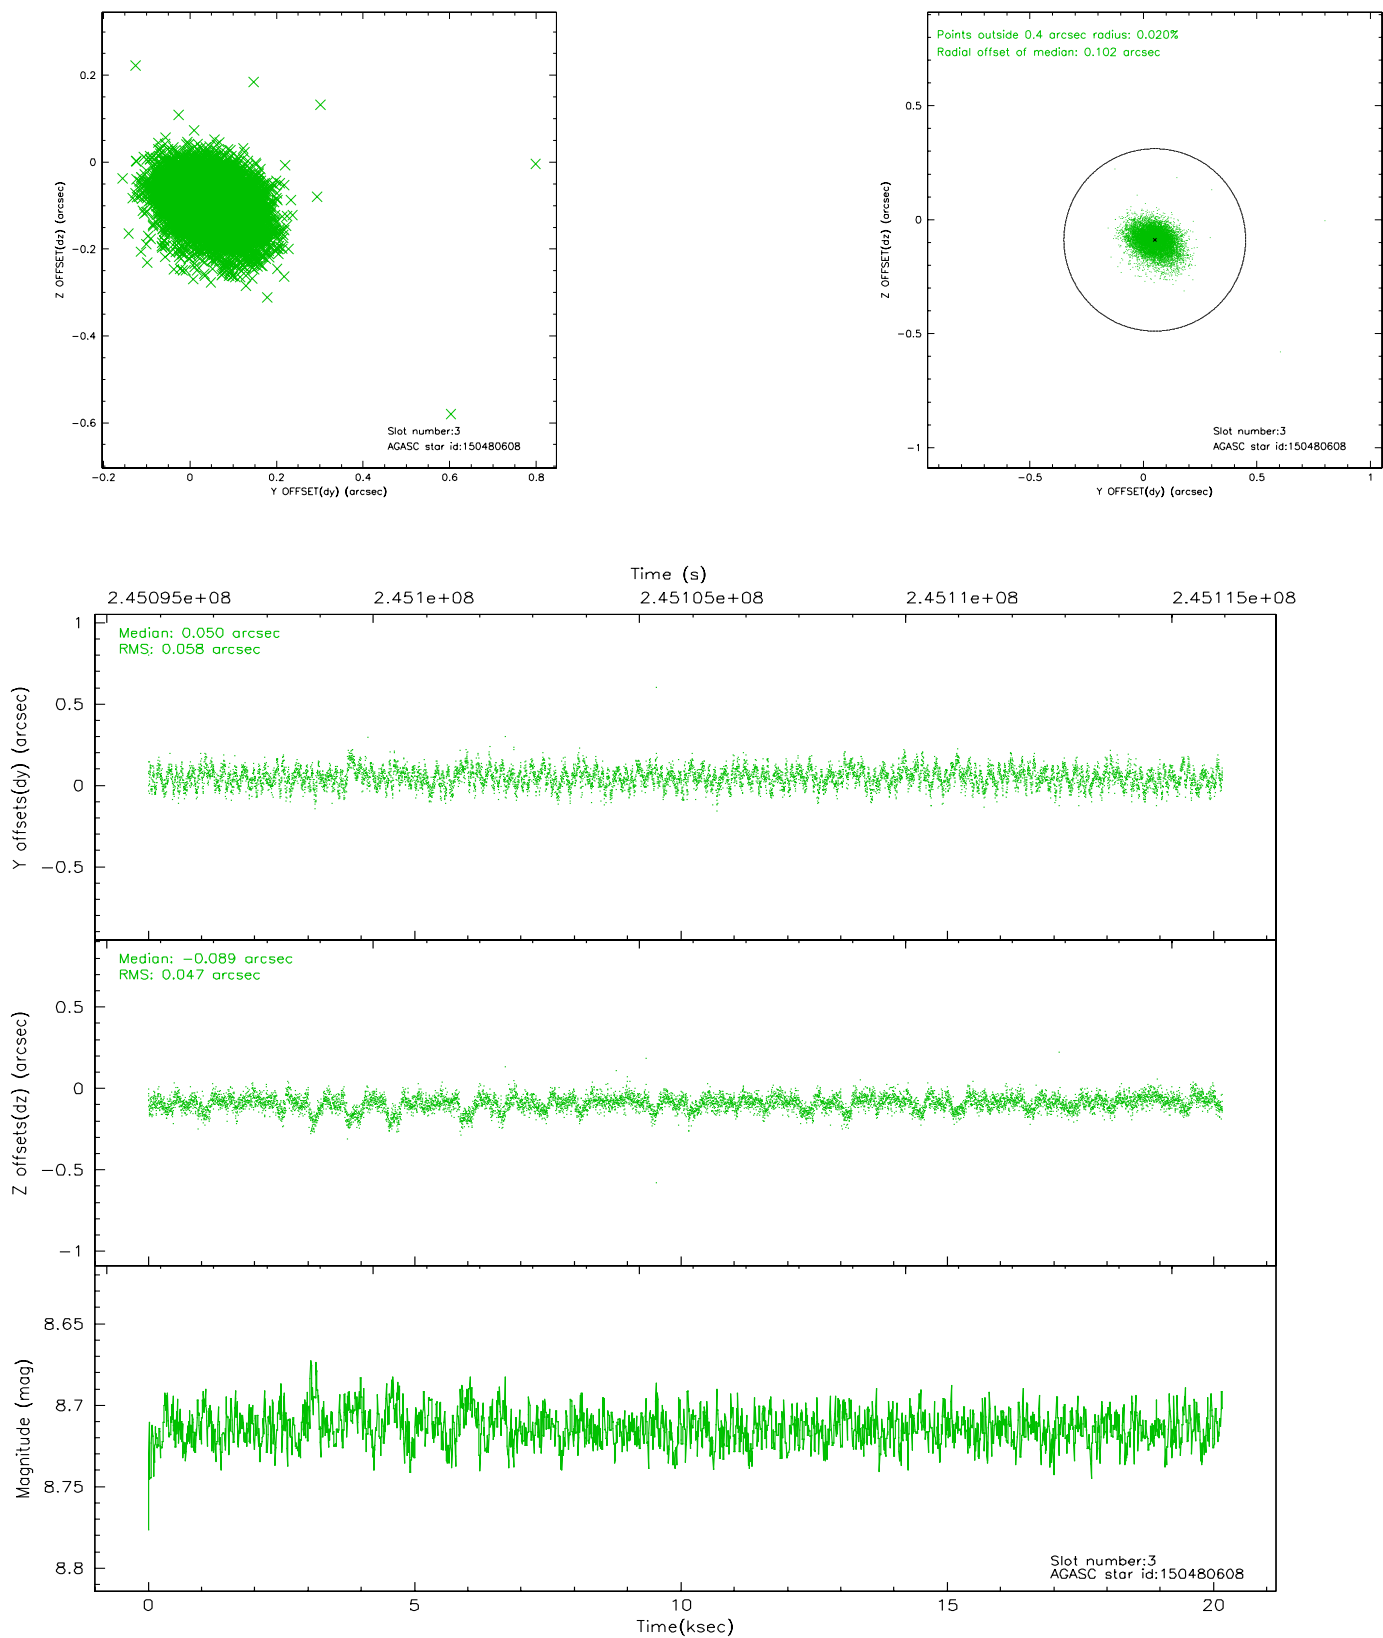 0.2
0
−0.2
−0.4
−0.6
Z OFFSET(dz) (arcsec)
Slot number:3
AGASC star id:150480608
−0.2 0 0.2 0.4 0.6 0.8
Y OFFSET(dy) (arcsec)
Points outside 0.4 arcsec radius: 0.020%
Radial offset of median: 0.102 arcsec
0.5
0
−0.5
−1
Z OFFSET(dz) (arcsec)
Slot number:3
AGASC star id:150480608
−0.5 0 0.5 1
Y OFFSET(dy) (arcsec)
Time (s)
2.45095e+08 2.451e+08 2.45105e+08 2.4511e+08 2.45115e+08
Median: 0.050 arcsec
RMS: 0.058 arcsec
1
0.5
0
−0.5
Y offsets(dy) (arcsec)
Median: −0.089 arcsec
RMS: 0.047 arcsec
0.5
0
−0.5
−1
Z offsets(dz) (arcsec)
8.65
8.7
8.75
8.8
Magnitude (mag)
Slot number:3
AGASC star id:150480608
0 5 10 15 20
Time(ksec)